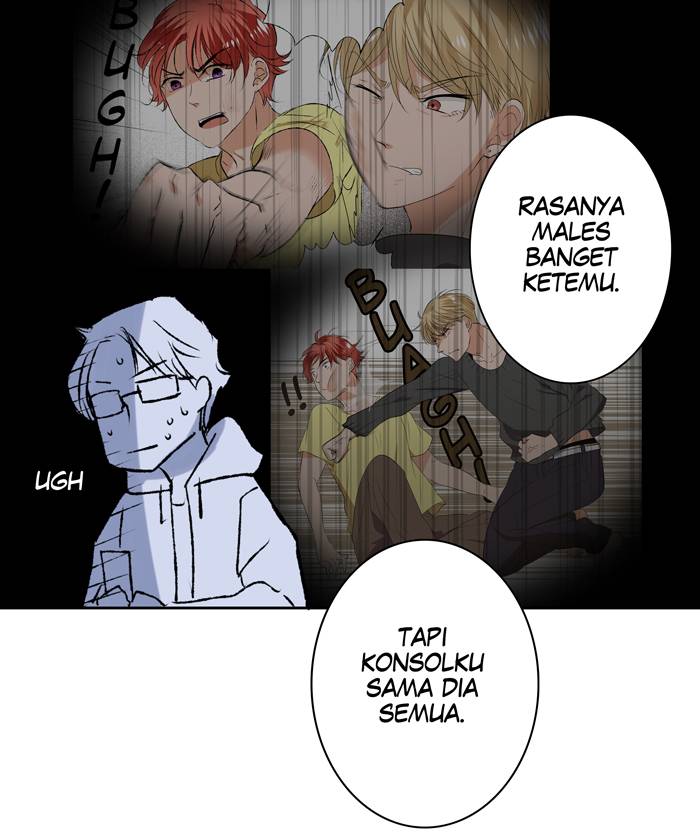 BUGH!
RASANYA
MALES
BANGET
KETEMU.
BUAGH!
!!
UGH
TAPI
KONSOLKU
SAMA DIA
SEMUA.